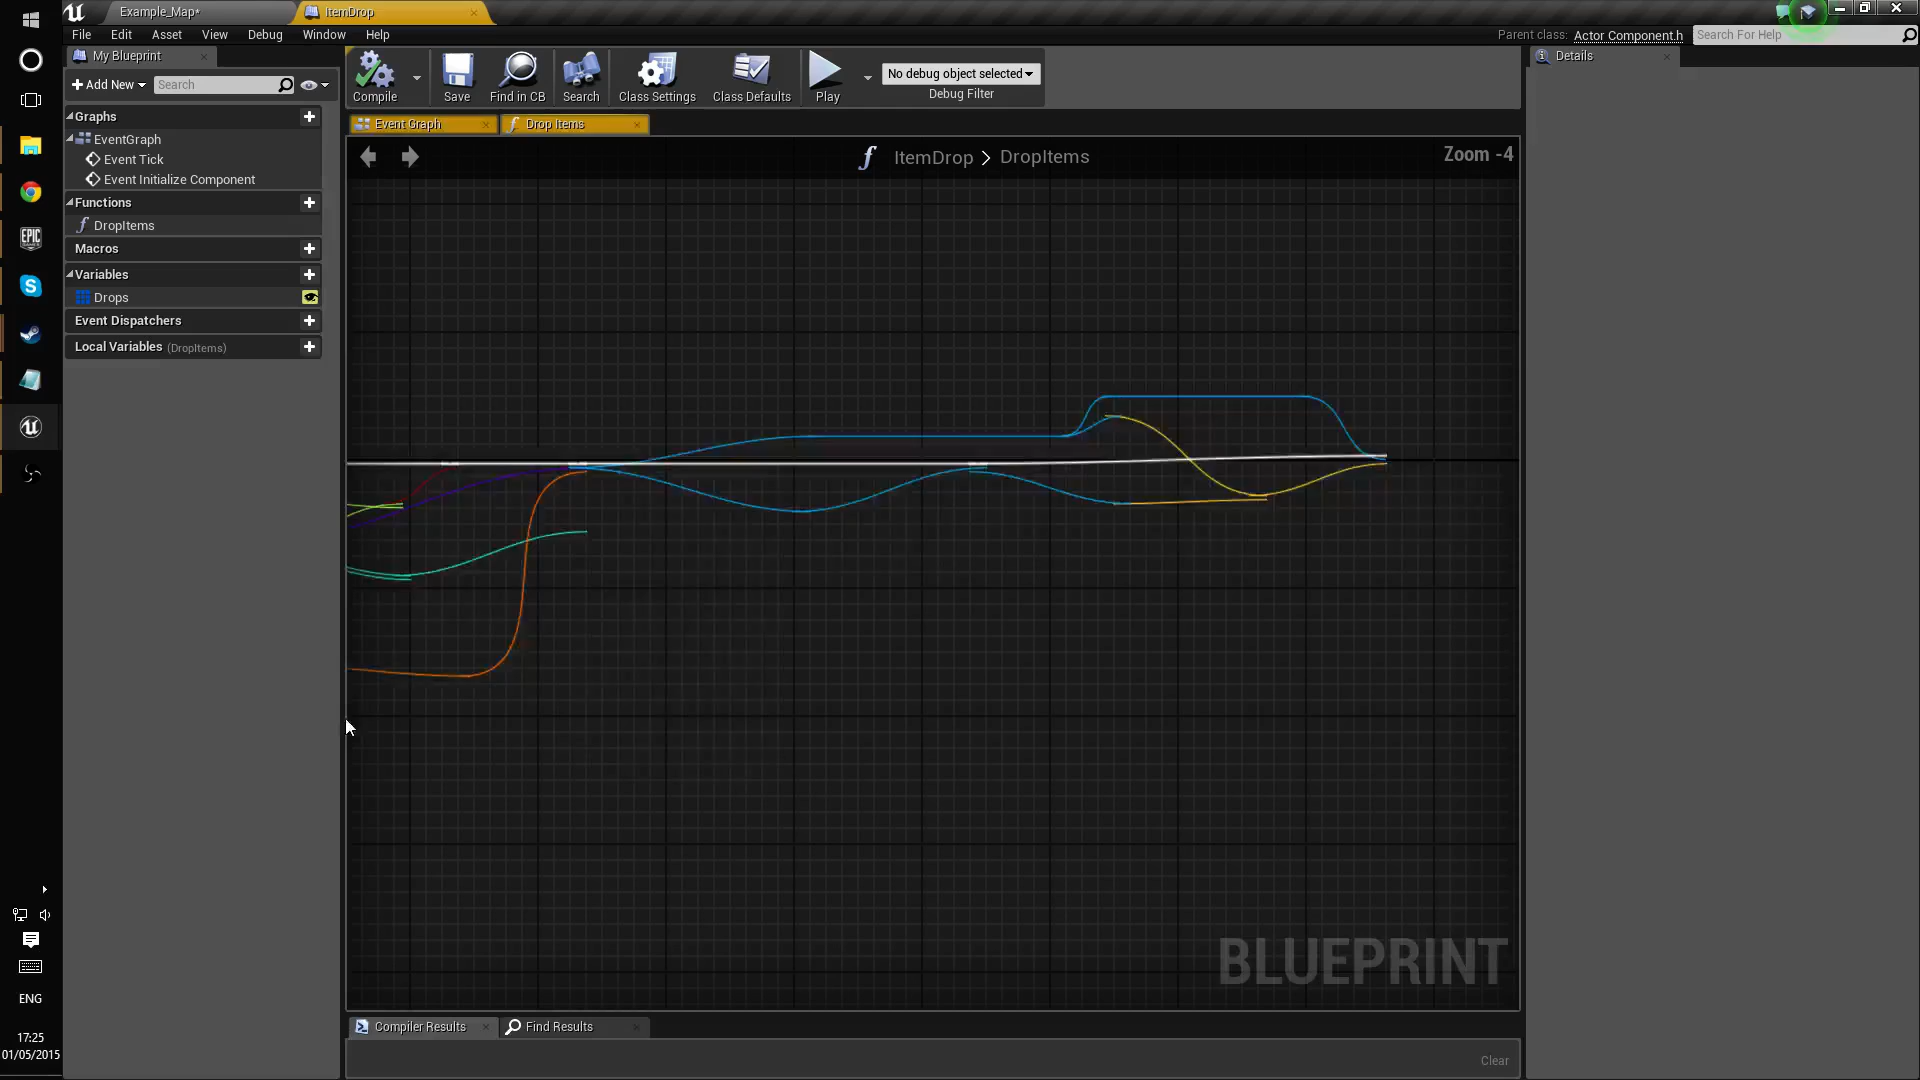 Example_Map*
ItemDrop
File Edit Asset View Debug Window Help
Parent class: Actor Component.h
Search For Help
My Blueprint
Add New
Search
Graphs
EventGraph
Event Tick
Event Initialize Component
Functions
DropItems
Macros
Variables
Drops
Event Dispatchers
Local Variables (DropItems)
Compile
Save
Find in CB
Search
Class Settings
Class Defaults
Play
No debug object selected
Debug Filter
Details
Event Graph
Drop Items
ItemDrop > DropItems
Zoom -4
BLUEPRINT
Compiler Results
Find Results
Clear
EPIC
GAMES
ENG
17:25
01/05/2015